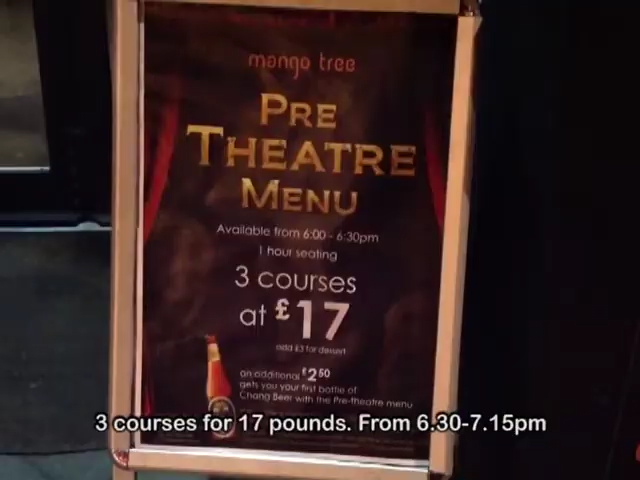 mango tree
PRE
THEATRE
MENU
Available from 6:00 - 6:30pm
1 hour seating
3 courses
at £17
add £3 for dessert
an additional £2.50
gets you your first bottle of
Chang Beer with the Pre-theatre menu
3 courses for 17 pounds. From 6.30-7.15pm